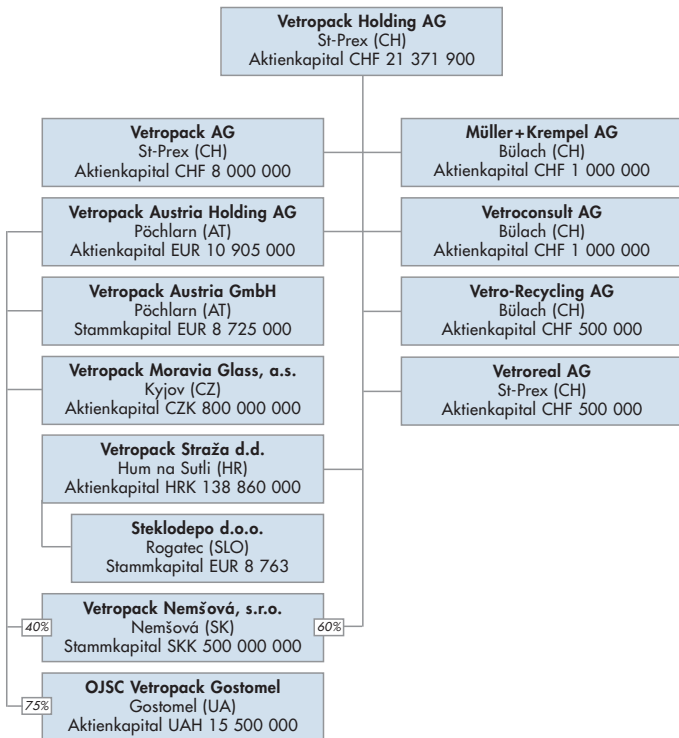 Vetropack Holding AG
St-Prex (CH)
Aktienkapital CHF 21 371 900
Vetropack AG
St-Prex (CH)
Aktienkapital CHF 8 000 000
Müller+Krempel AG
Bülach (CH)
Aktienkapital CHF 1 000 000
Vetropack Austria Holding AG
Pöchlarn (AT)
Aktienkapital EUR 10 905 000
Vetroconsult AG
Bülach (CH)
Aktienkapital CHF 1 000 000
Vetropack Austria GmbH
Pöchlarn (AT)
Stammkapital EUR 8 725 000
Vetro-Recycling AG
Bülach (CH)
Aktienkapital CHF 500 000
Vetropack Moravia Glass, a.s.
Kyjov (CZ)
Aktienkapital CZK 800 000 000
Vetroreal AG
St-Prex (CH)
Aktienkapital CHF 500 000
Vetropack Straža d.d.
Hum na Sutli (HR)
Aktienkapital HRK 138 860 000
Steklodepo d.o.o.
Rogatec (SLO)
Stammkapital EUR 8 763
Vetropack Nemšová, s.r.o.
40% Nemšová (SK) 60%
Stammkapital SKK 500 000 000
OJSC Vetropack Gostomel
75% Gostomel (UA)
Aktienkapital UAH 15 500 000